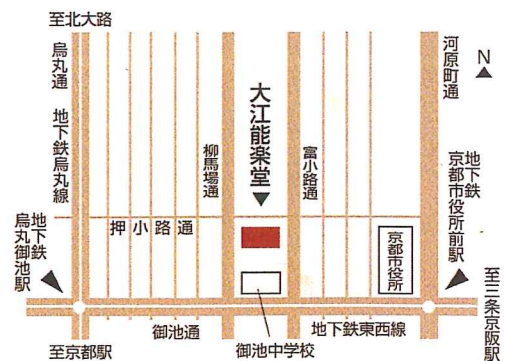 至北大路
烏丸通
地下鉄烏丸線
地下鉄
烏丸御池駅
柳馬場通
大江能楽堂
富小路通
河原町通
N
地下鉄
京都市役所前駅
押小路通
京都市役所
至三条京阪駅
御池通
地下鉄東西線
至京都駅
御池中学校